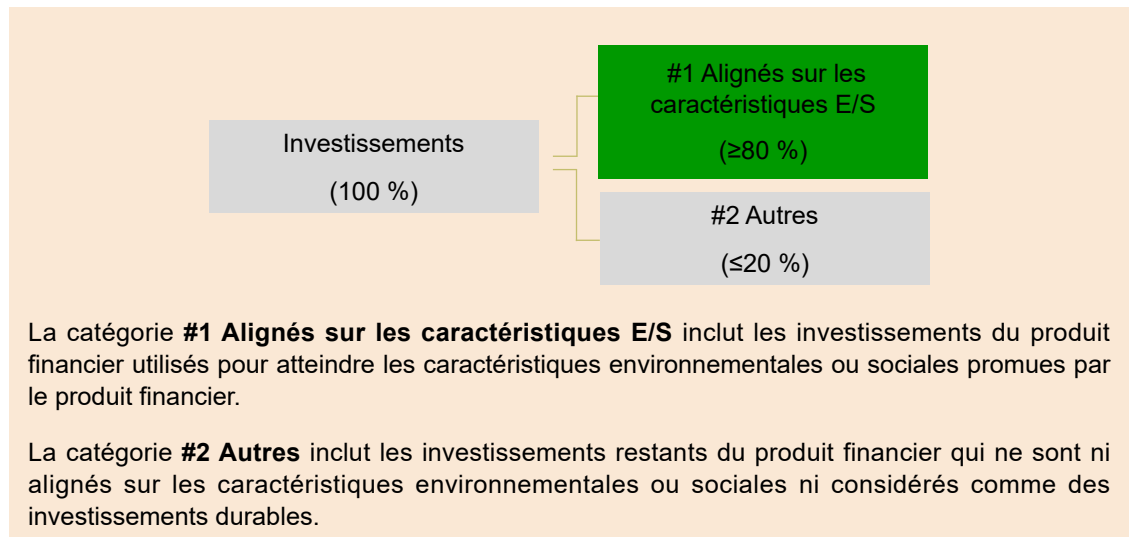 #1 Alignés sur les
caractéristiques E/S
(≥80 %)
Investissements
(100 %)
#2 Autres
(≤20 %)
La catégorie #1 Alignés sur les caractéristiques E/S inclut les investissements du produit
financier utilisés pour atteindre les caractéristiques environnementales ou sociales promues par
le produit financier.
La catégorie #2 Autres inclut les investissements restants du produit financier qui ne sont ni
alignés sur les caractéristiques environnementales ou sociales ni considérés comme des
investissements durables.